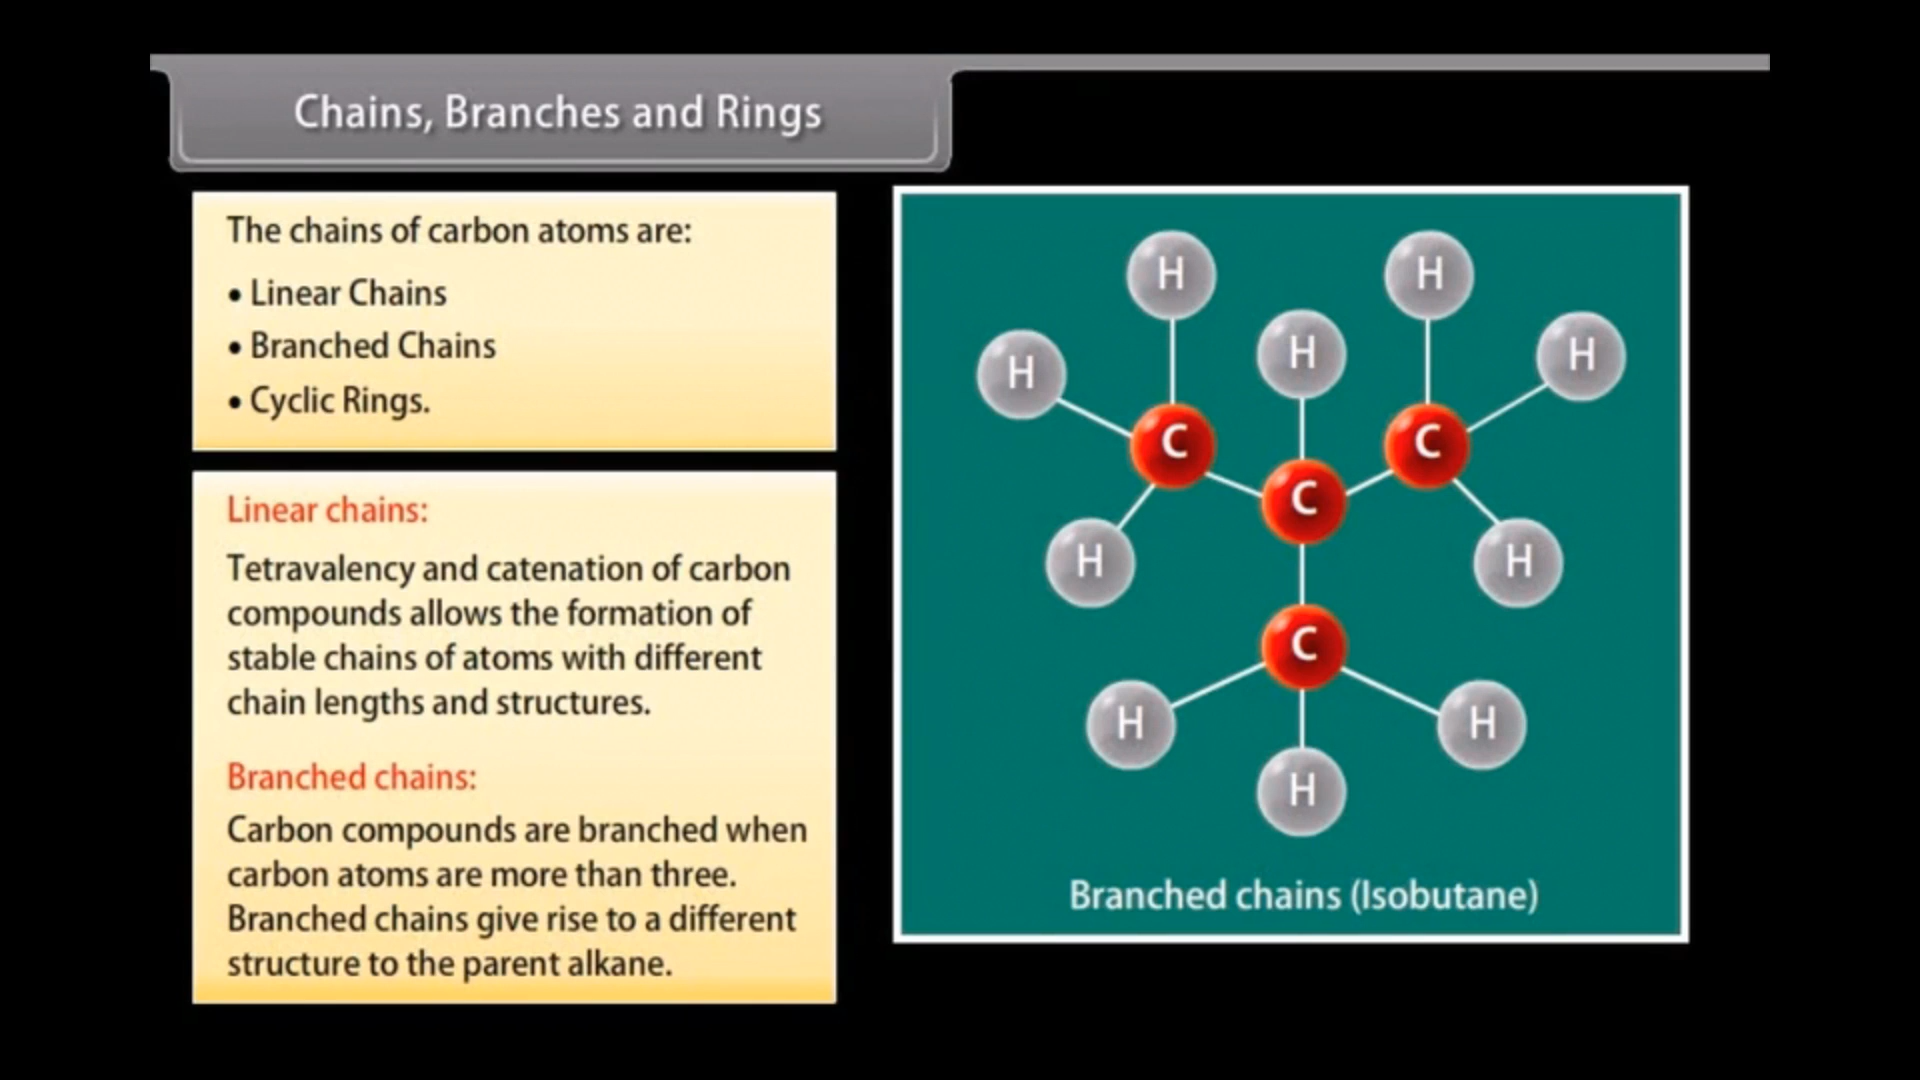 Chains, Branches and Rings
The chains of carbon atoms are:
• Linear Chains
• Branched Chains
• Cyclic Rings.
Linear chains:
Tetravalency and catenation of carbon
compounds allows the formation of
stable chains of atoms with different
chain lengths and structures.
Branched chains:
Carbon compounds are branched when
carbon atoms are more than three.
Branched chains give rise to a different
structure to the parent alkane.
H H
H H H
C C
C
H H
C
H H
H
Branched chains (Isobutane)